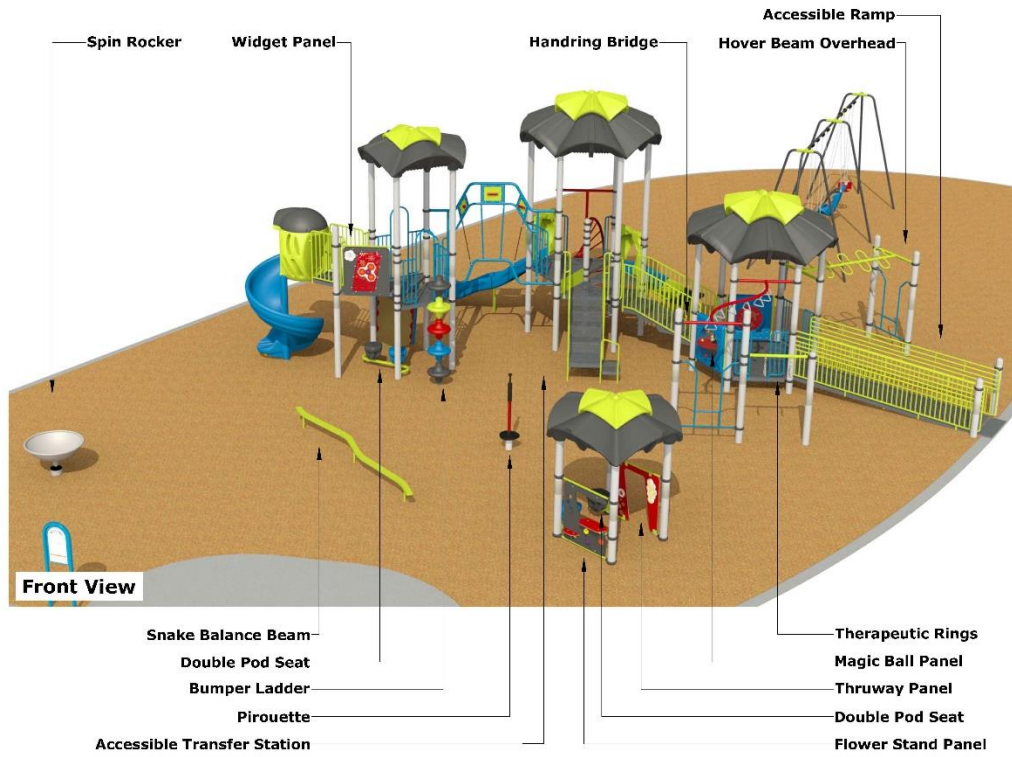 Accessible Ramp
Spin Rocker
Widget Panel
Handring Bridge
Hover Beam Overhead
Front View
Snake Balance Beam
Double Pod Seat
Bumper Ladder
Pirouette
Accessible Transfer Station
Therapeutic Rings
Magic Ball Panel
Thruway Panel
Double Pod Seat
Flower Stand Panel